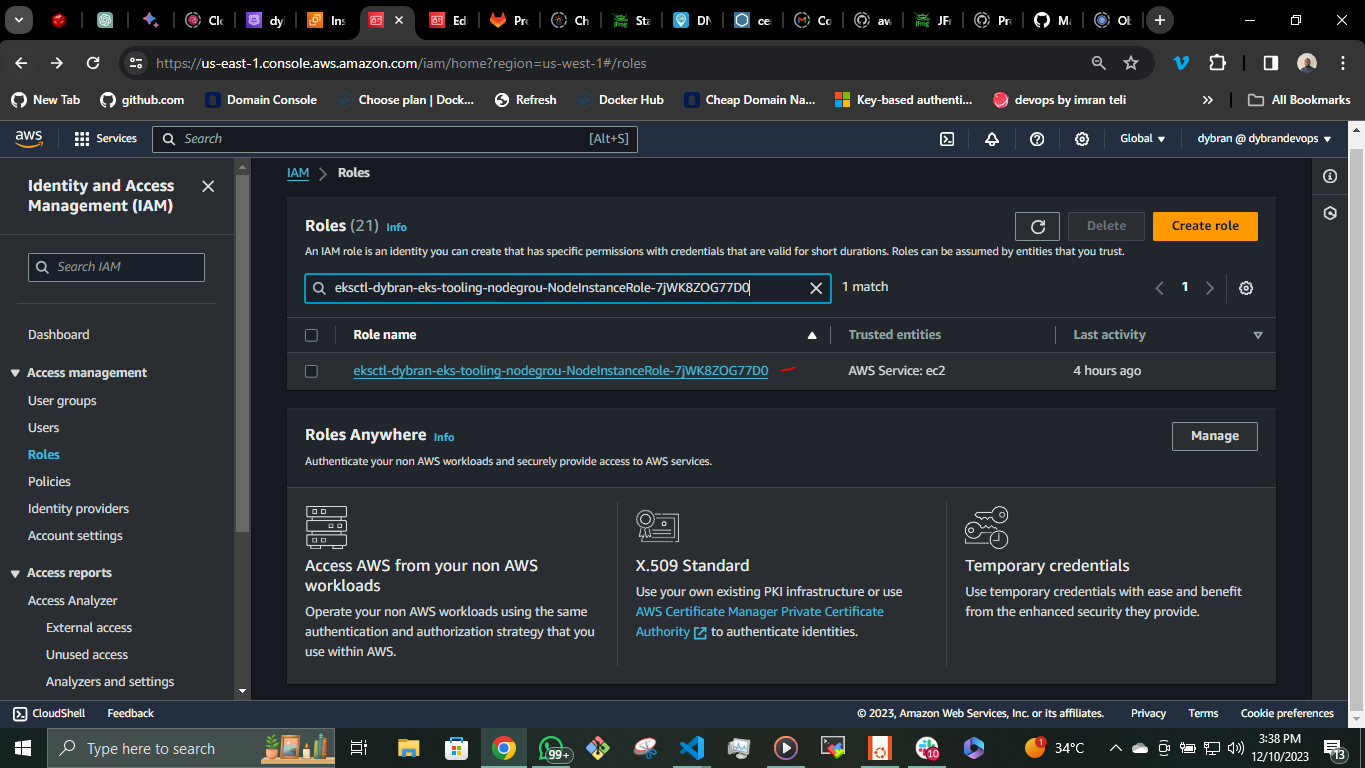 Clo
dyl
Ins
Edi
Pro
Ch
Sta
DN
cer
Co
aw
JFr
Pro
Ma
Ob
https://us-east-1.console.aws.amazon.com/iam/home?region=us-west-1#/roles
New Tab
github.com
Domain Console
Choose plan | Dock...
Refresh
Docker Hub
Cheap Domain Na...
Key-based authenti...
devops by imran teli
All Bookmarks
aws
Services
Search
[Alt+S]
Global
dybran @ dybrandevops
Identity and Access
Management (IAM)
Search IAM
Dashboard
Access management
User groups
Users
Roles
Policies
Identity providers
Account settings
Access reports
Access Analyzer
External access
Unused access
Analyzers and settings
IAM
Roles
Roles (21) Info
Delete
Create role
An IAM role is an identity you can create that has specific permissions with credentials that are valid for short durations. Roles can be assumed by entities that you trust.
eksctl-dybran-eks-tooling-nodegrou-NodeInstanceRole-7jWK8ZOG77D0
1 match
1
Role name
Trusted entities
Last activity
eksctl-dybran-eks-tooling-nodegrou-NodeInstanceRole-7jWK8ZOG77D0
AWS Service: ec2
4 hours ago
Roles Anywhere Info
Manage
Authenticate your non AWS workloads and securely provide access to AWS services.
Access AWS from your non AWS
workloads
Operate your non AWS workloads using the same
authentication and authorization strategy that you
use within AWS.
X.509 Standard
Use your own existing PKI infrastructure or use
AWS Certificate Manager Private Certificate
Authority to authenticate identities.
Temporary credentials
Use temporary credentials with ease and benefit
from the enhanced security they provide.
CloudShell
Feedback
© 2023, Amazon Web Services, Inc. or its affiliates.
Privacy
Terms
Cookie preferences
Type here to search
99+
10
1
34°C
3:38 PM
12/10/2023
13